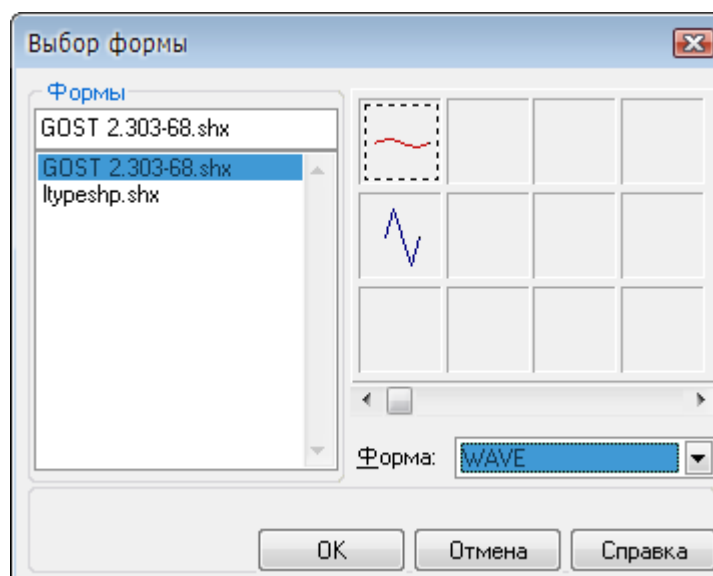 Выбор формы
Формы
GOST 2.303-68.shx
GOST 2.303-68.shx
ltypeshp.shx
Форма: WAVE
OK Отмена Справка